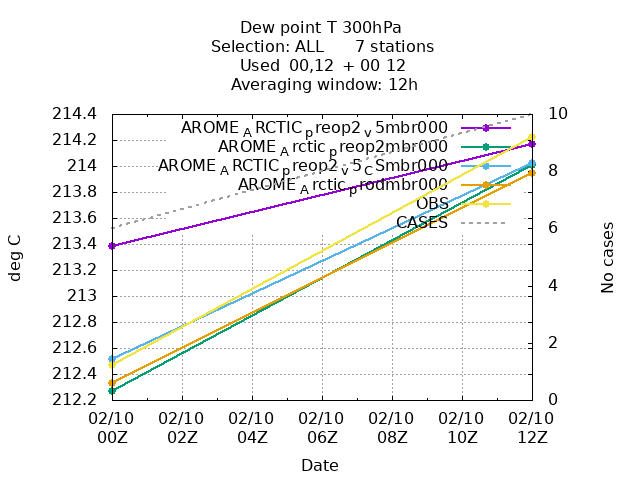 Dew point T 300hPa
Selection: ALL 7 stations
Used 00,12 + 00 12
Averaging window: 12h
214.4
214.2
214
213.8
213.6
213.4
213.2
213
212.8
212.6
212.4
212.2
deg C
10
8
6
4
2
0
No cases
AROME_ARCTIC_preop2_v5mbr000
AROME_Arctic_preopmbr000
AROME_ARCTIC_preop2_v5_CSmbr000
AROME_Arctic_prodmbr000
OBS
CASES
02/10 02/10 02/10 02/10 02/10 02/10 02/10
00Z 02Z 04Z 06Z 08Z 10Z 12Z
Date